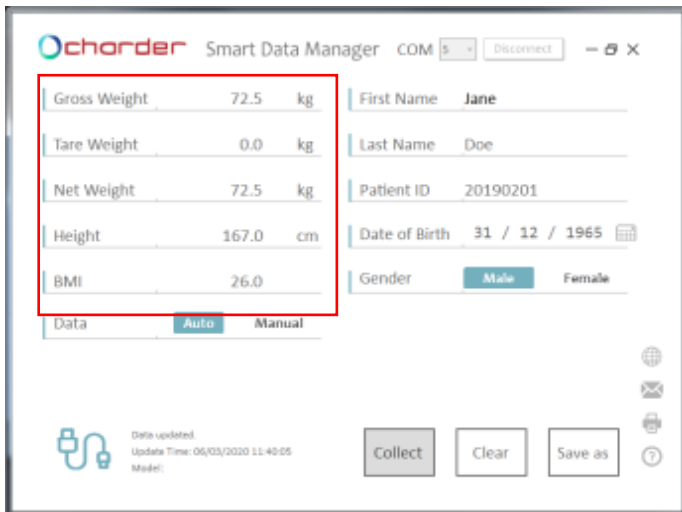 charder Smart Data Manager COM 5 Disconnect
Gross Weight 72.5 kg First Name Jane
Tare Weight 0.0 kg Last Name Doe
Net Weight 72.5 kg Patient ID 20190201
Height 167.0 cm Date of Birth 31 / 12 / 1965
BMI 26.0 Gender Male Female
Data Auto Manual
Data updated.
Update Time: 06/03/2020 11:40:05
Model:
Collect Clear Save as